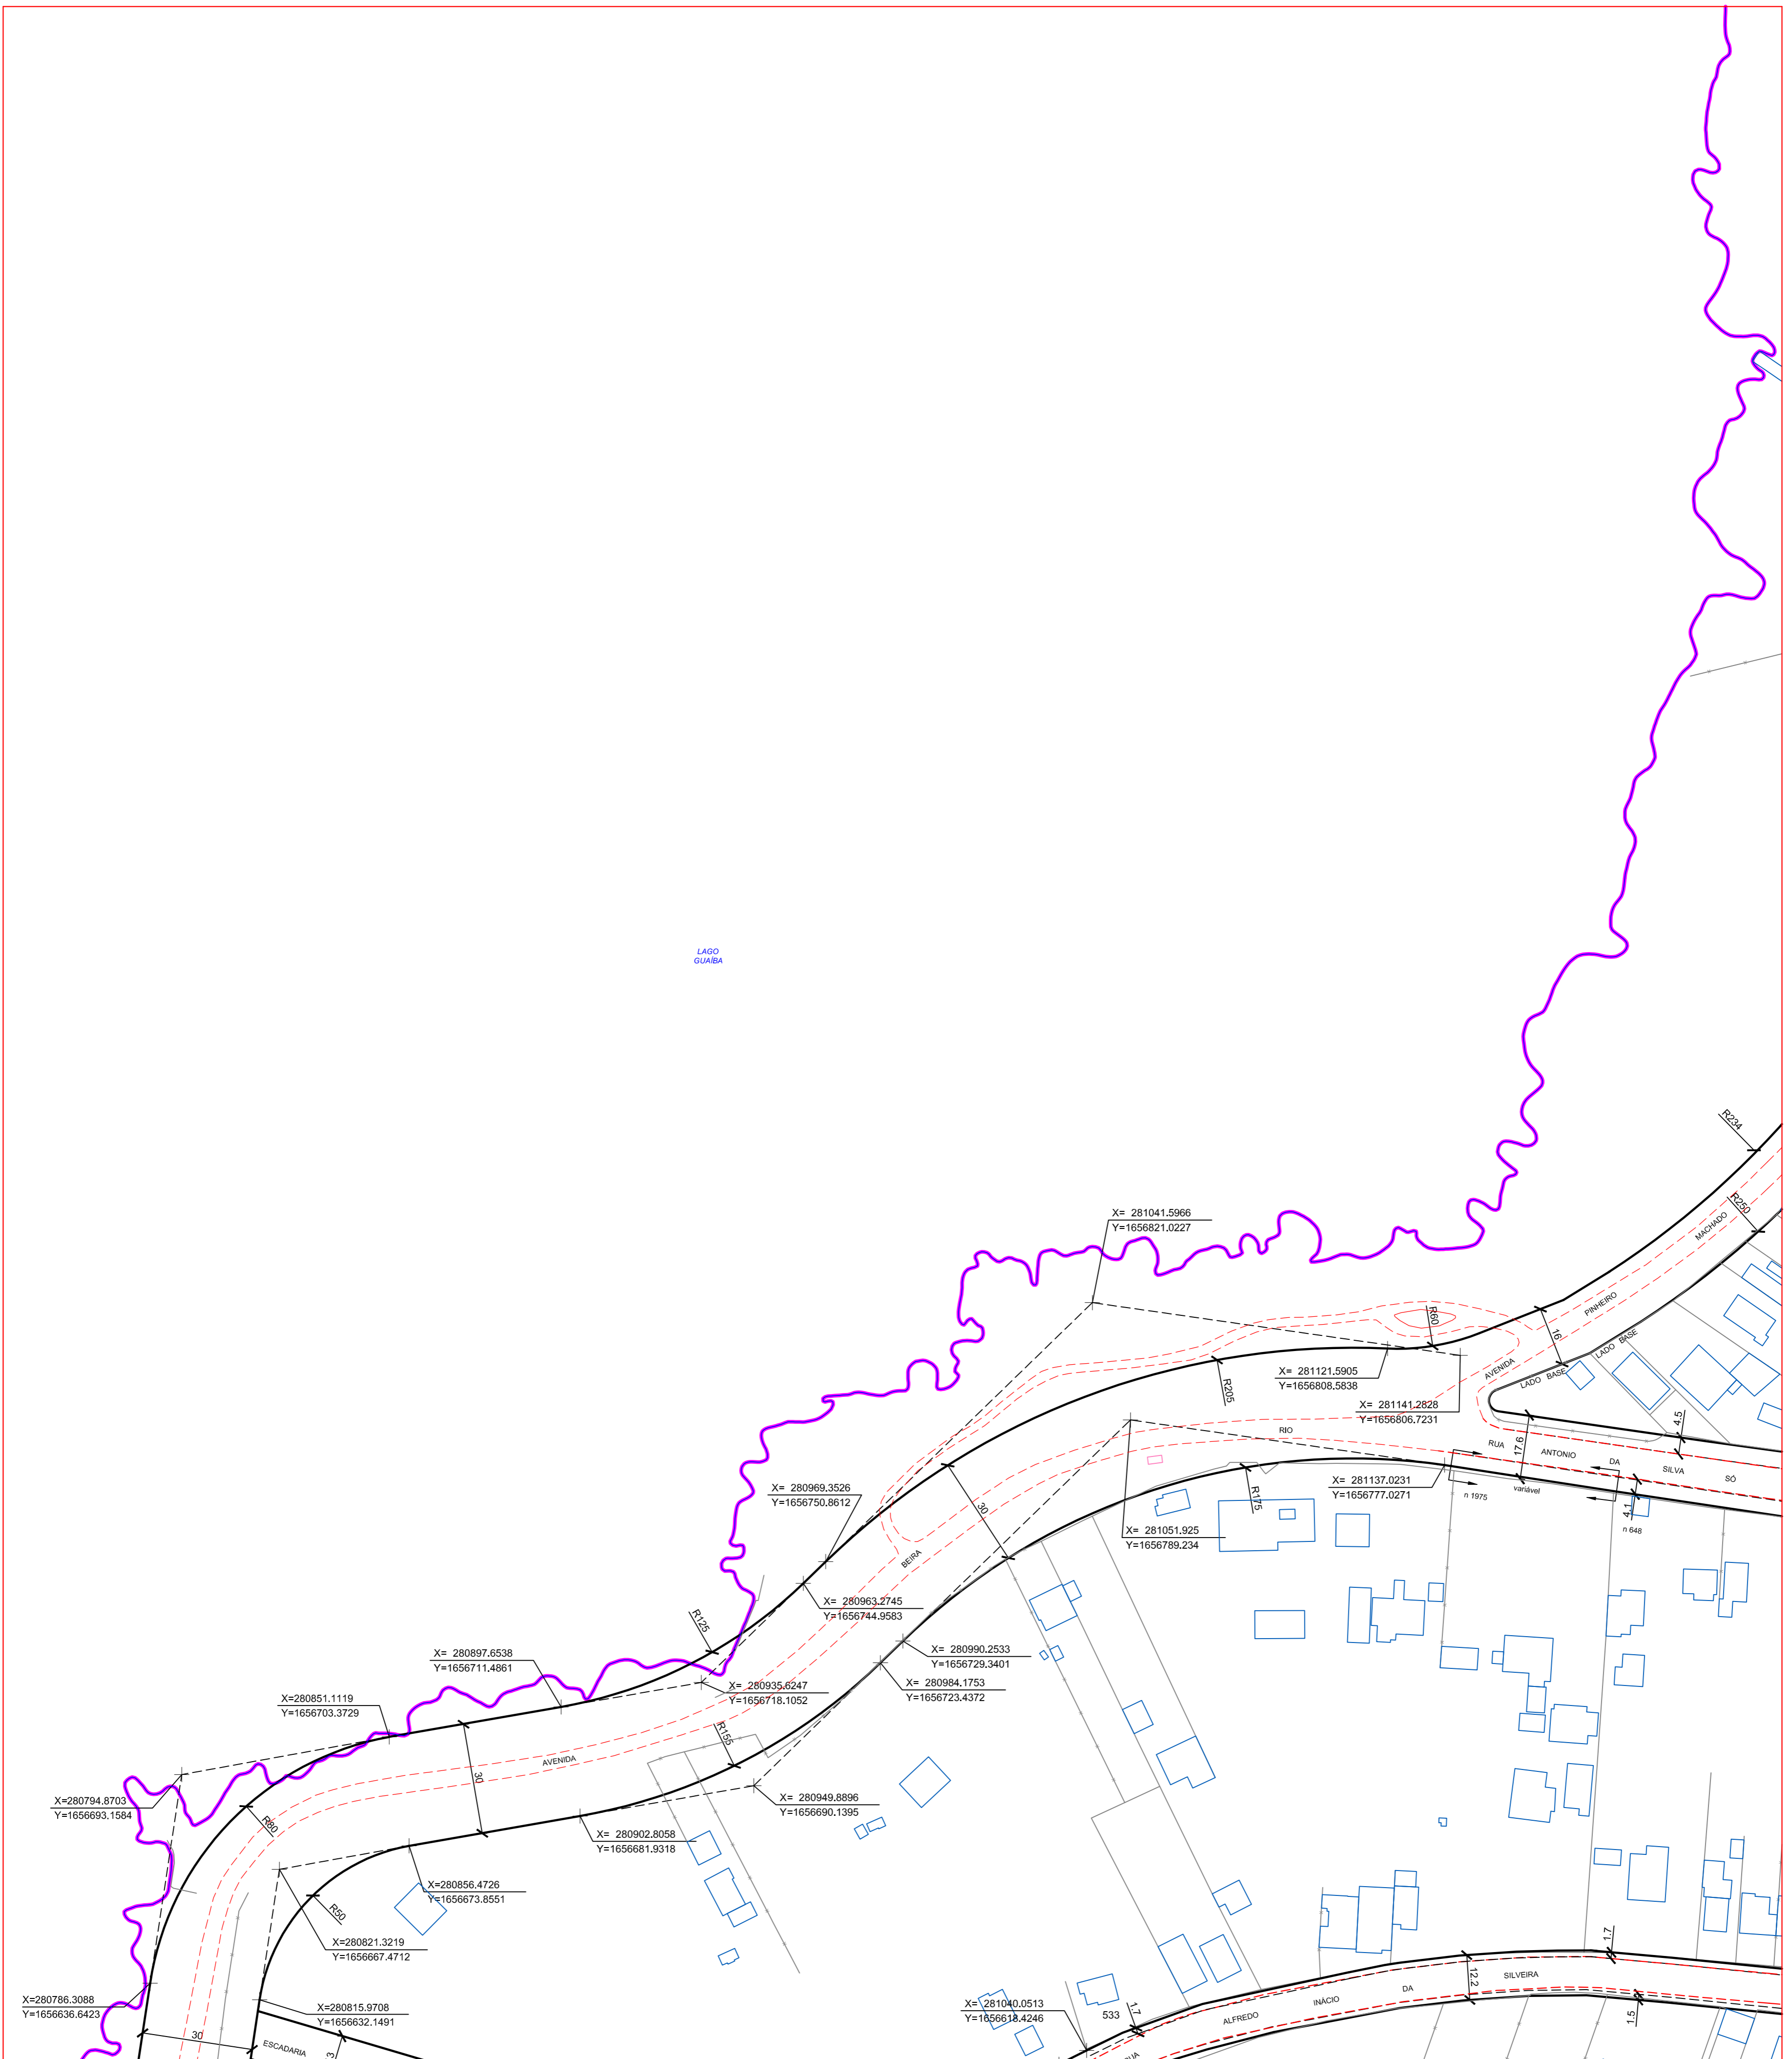 LAGO
GUAÍBA
R234
R250
MACHADO
X= 281041.5966
Y=1656821.0227
PINHEIRO
R60
16
LADO BASE
AVENIDA
LADO BASE
X= 281121.5905
Y=1656808.5838
R205
X= 281141.2828
Y=1656806.7231
4.5
RIO
RUA
17.6
ANTONIO
DA
SILVA
SÓ
X= 280969.3526
Y=1656750.8612
30
R175
X= 281137.0231
Y=1656777.0271
n 1975
variável
4.1
n 648
X= 281051.925
Y=1656789.234
BEIRA
X= 280963.2745
Y=1656744.9583
R125
X= 280897.6538
Y=1656711.4861
X= 280990.2533
Y=1656729.3401
X= 280984.1753
Y=1656723.4372
X= 280935.6247
Y=1656718.1052
X=280851.1119
Y=1656703.3729
R155
AVENIDA
30
X=280794.8703
Y=1656693.1584
X= 280949.8896
Y=1656690.1395
R80
X= 280902.8058
Y=1656681.9318
X=280856.4726
Y=1656673.8551
R50
X=280821.3219
Y=1656667.4712
1.7
12.2
SILVEIRA
DA
INÁCIO
ALFREDO
X=280786.3088
Y=1656636.6423
X=280815.9708
Y=1656632.1491
X= 281040.0513
Y=1656618.4246
533
1.7
1.5
30
ESCADARIA
3
RUA